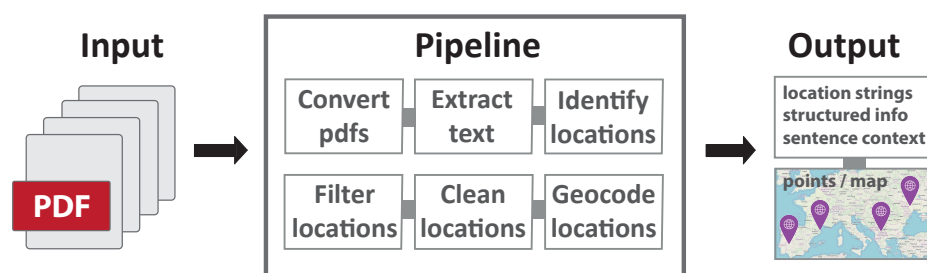 Input
PDF
Pipeline
Convert
pdfs
Extract
text
Identify
locations
Filter
locations
Clean
locations
Geocode
locations
Output
location strings
structured info
sentence context
points / map